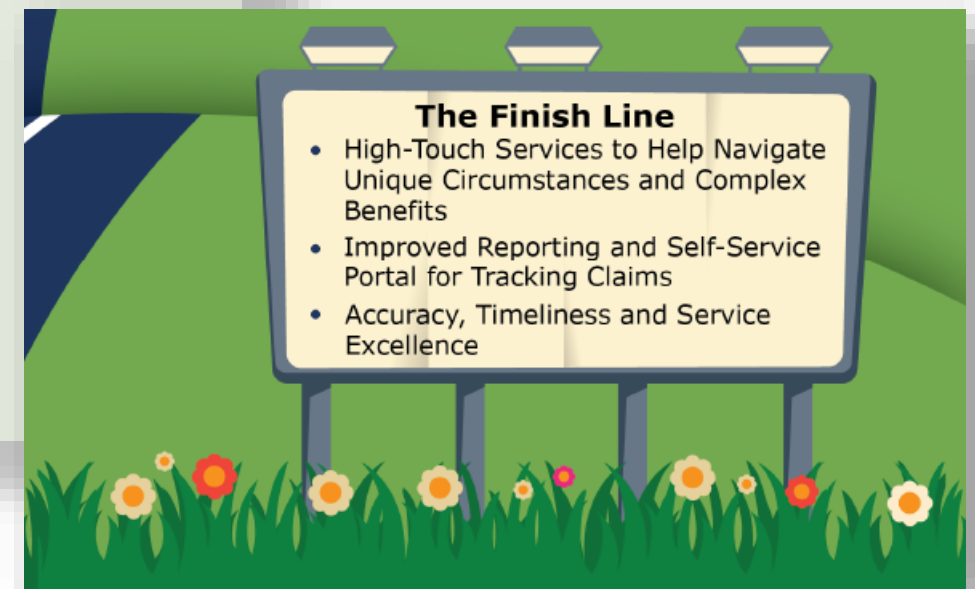 The Finish Line
• High-Touch Services to Help Navigate
Unique Circumstances and Complex
Benefits
• Improved Reporting and Self-Service
Portal for Tracking Claims
• Accuracy, Timeliness and Service
Excellence